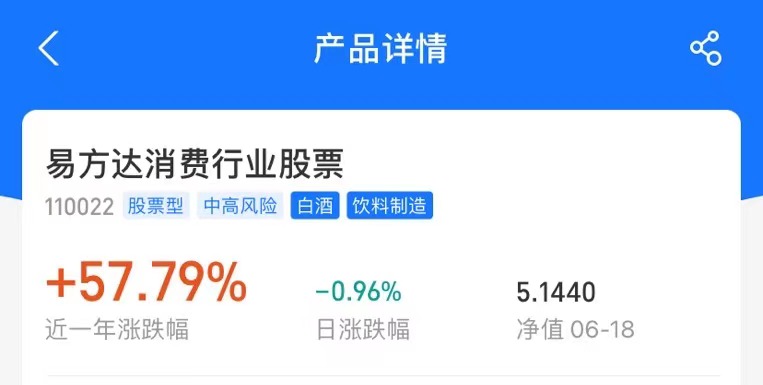 产品详情
易方达消费行业股票
110022 股票型 中高风险 白酒 饮料制造
+57.79% -0.96% 5.1440
近一年涨跌幅 日涨跌幅 净值 06-18